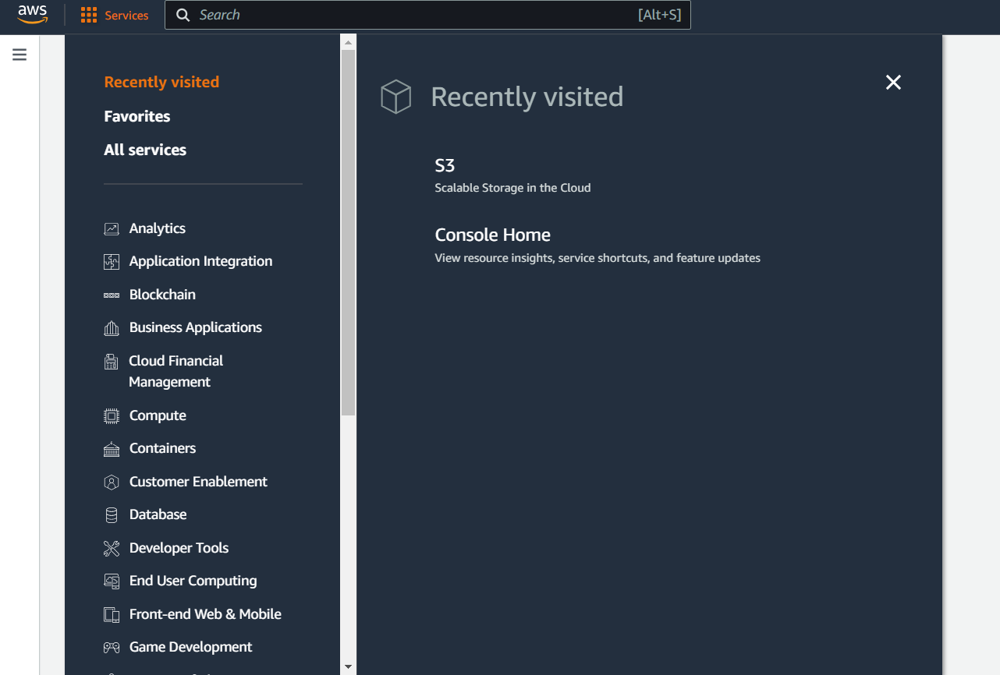 aws
Services
Search
[Alt+S]
Recently visited
Favorites
All services
Analytics
Application Integration
Blockchain
Business Applications
Cloud Financial
Management
Compute
Containers
Customer Enablement
Database
Developer Tools
End User Computing
Front-end Web & Mobile
Game Development
Recently visited
S3
Scalable Storage in the Cloud
Console Home
View resource insights, service shortcuts, and feature updates